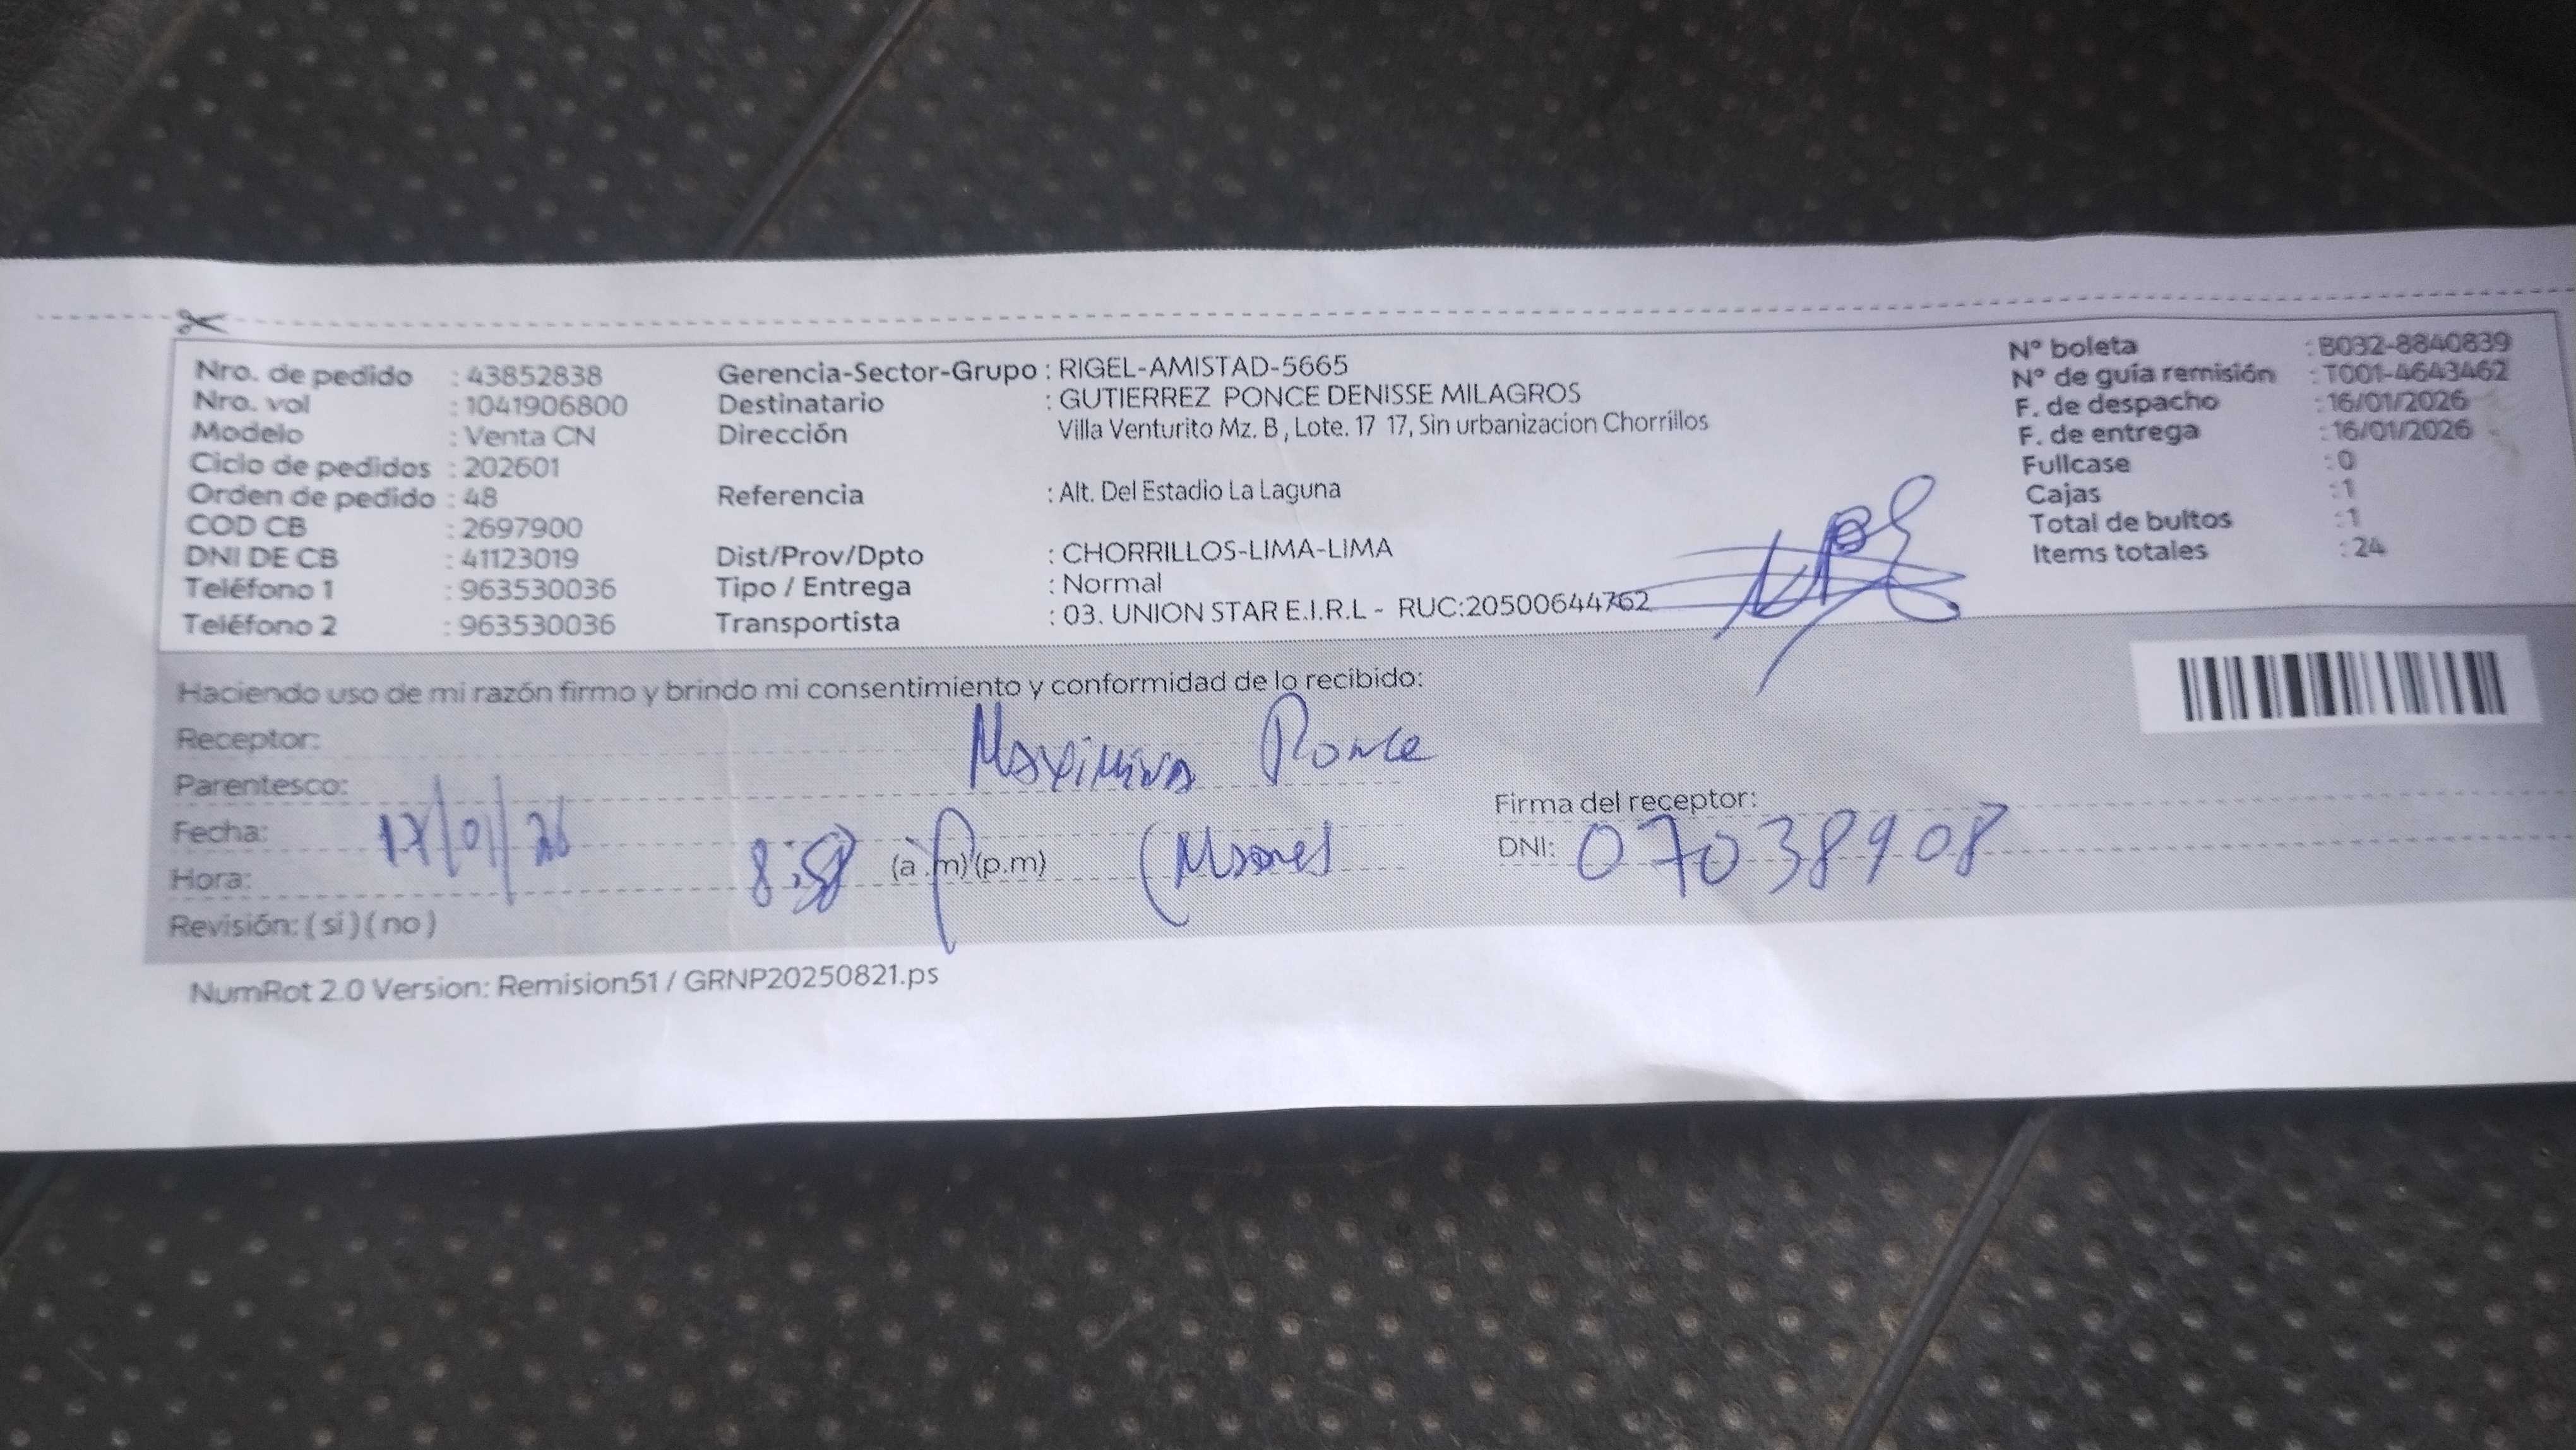 Nro. de pedido : 43852838
Nro. vol : 1041906800
Modelo : Venta CN
Ciclo de pedidos : 202601
Orden de pedido : 48
COD CB : 2697900
DNI DE CB : 41123019
Teléfono 1 : 963530036
Teléfono 2 : 963530036
Gerencia-Sector-Grupo : RIGEL-AMISTAD-5665
Destinatario : GUTIERREZ PONCE DENISSE MILAGROS
Dirección Villa Venturito Mz. B , Lote. 17 17, Sin urbanizacion Chorrillos
Referencia : Alt. Del Estadio La Laguna
Dist/Prov/Dpto : CHORRILLOS-LIMA-LIMA
Tipo / Entrega : Normal
Transportista : 03. UNION STAR E.I.R.L - RUC:20500644762
N° boleta : B032-8840839
N° de guía remisión : T001-4643462
F. de despacho : 16/01/2026
F. de entrega : 16/01/2026
Fullcase : 0
Cajas : 1
Total de bultos : 1
Items totales : 24
Haciendo uso de mi razón firmo y brindo mi consentimiento y conformidad de lo recibido:
Receptor: Maximina Ponce
Parentesco:
Fecha: 17/01/26
Hora: 8:58 (a.m)(p.m)
Revisión: ( si ) ( no )
Firma del receptor:
DNI: 07038908
NumRot 2.0 Version: Remision51 / GRNP20250821.ps